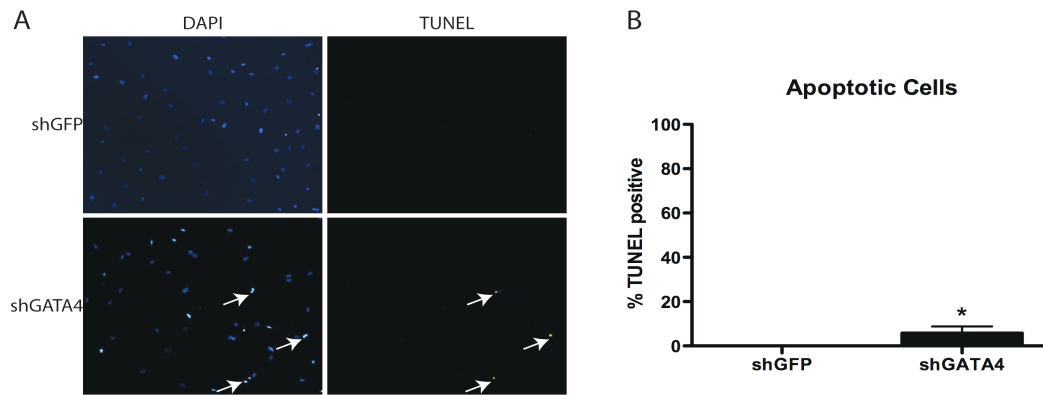 A
DAPI
TUNEL
shGFP
shGATA4
B
Apoptotic Cells
% TUNEL positive
100
80
60
40
20
0
*
shGFP
shGATA4